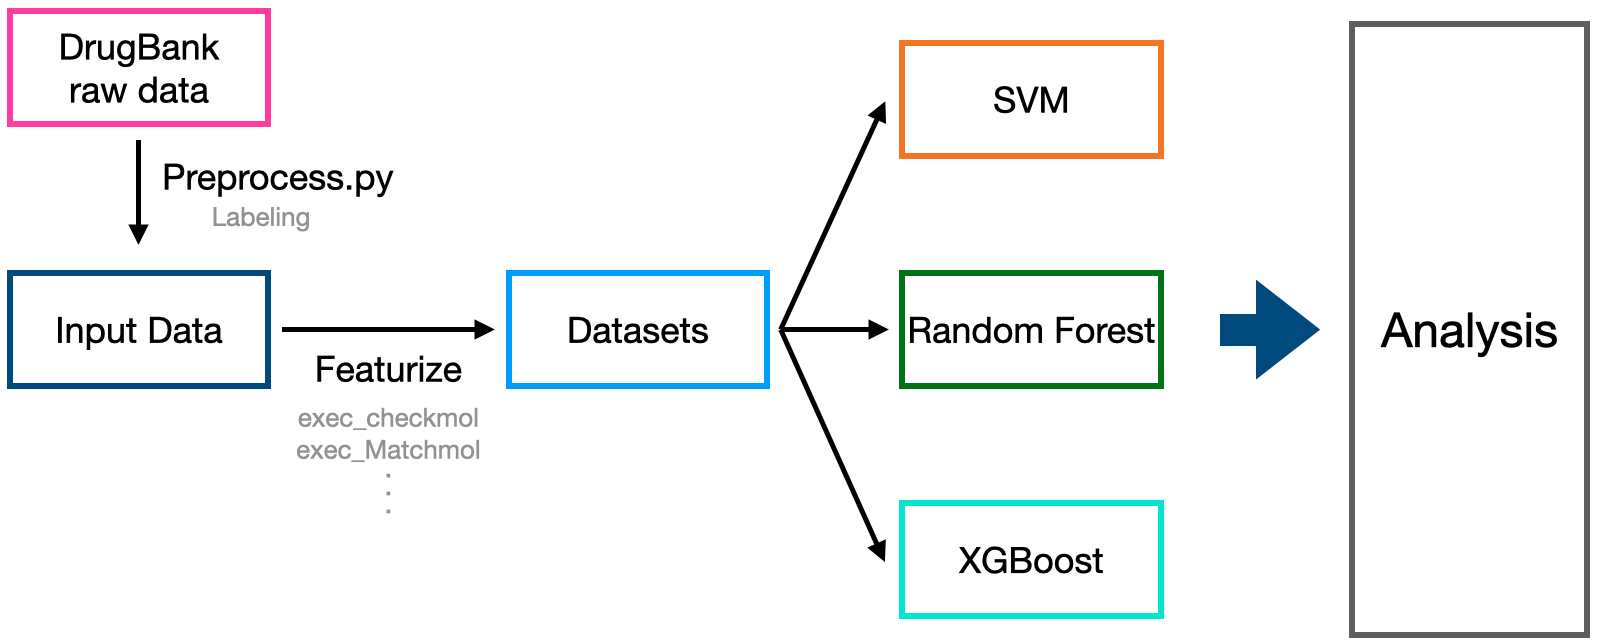 DrugBank
raw data
Preprocess.py
Labeling
Input Data
Featurize
exec_checkmol
exec_Matchmol
Datasets
SVM
Random Forest
XGBoost
Analysis